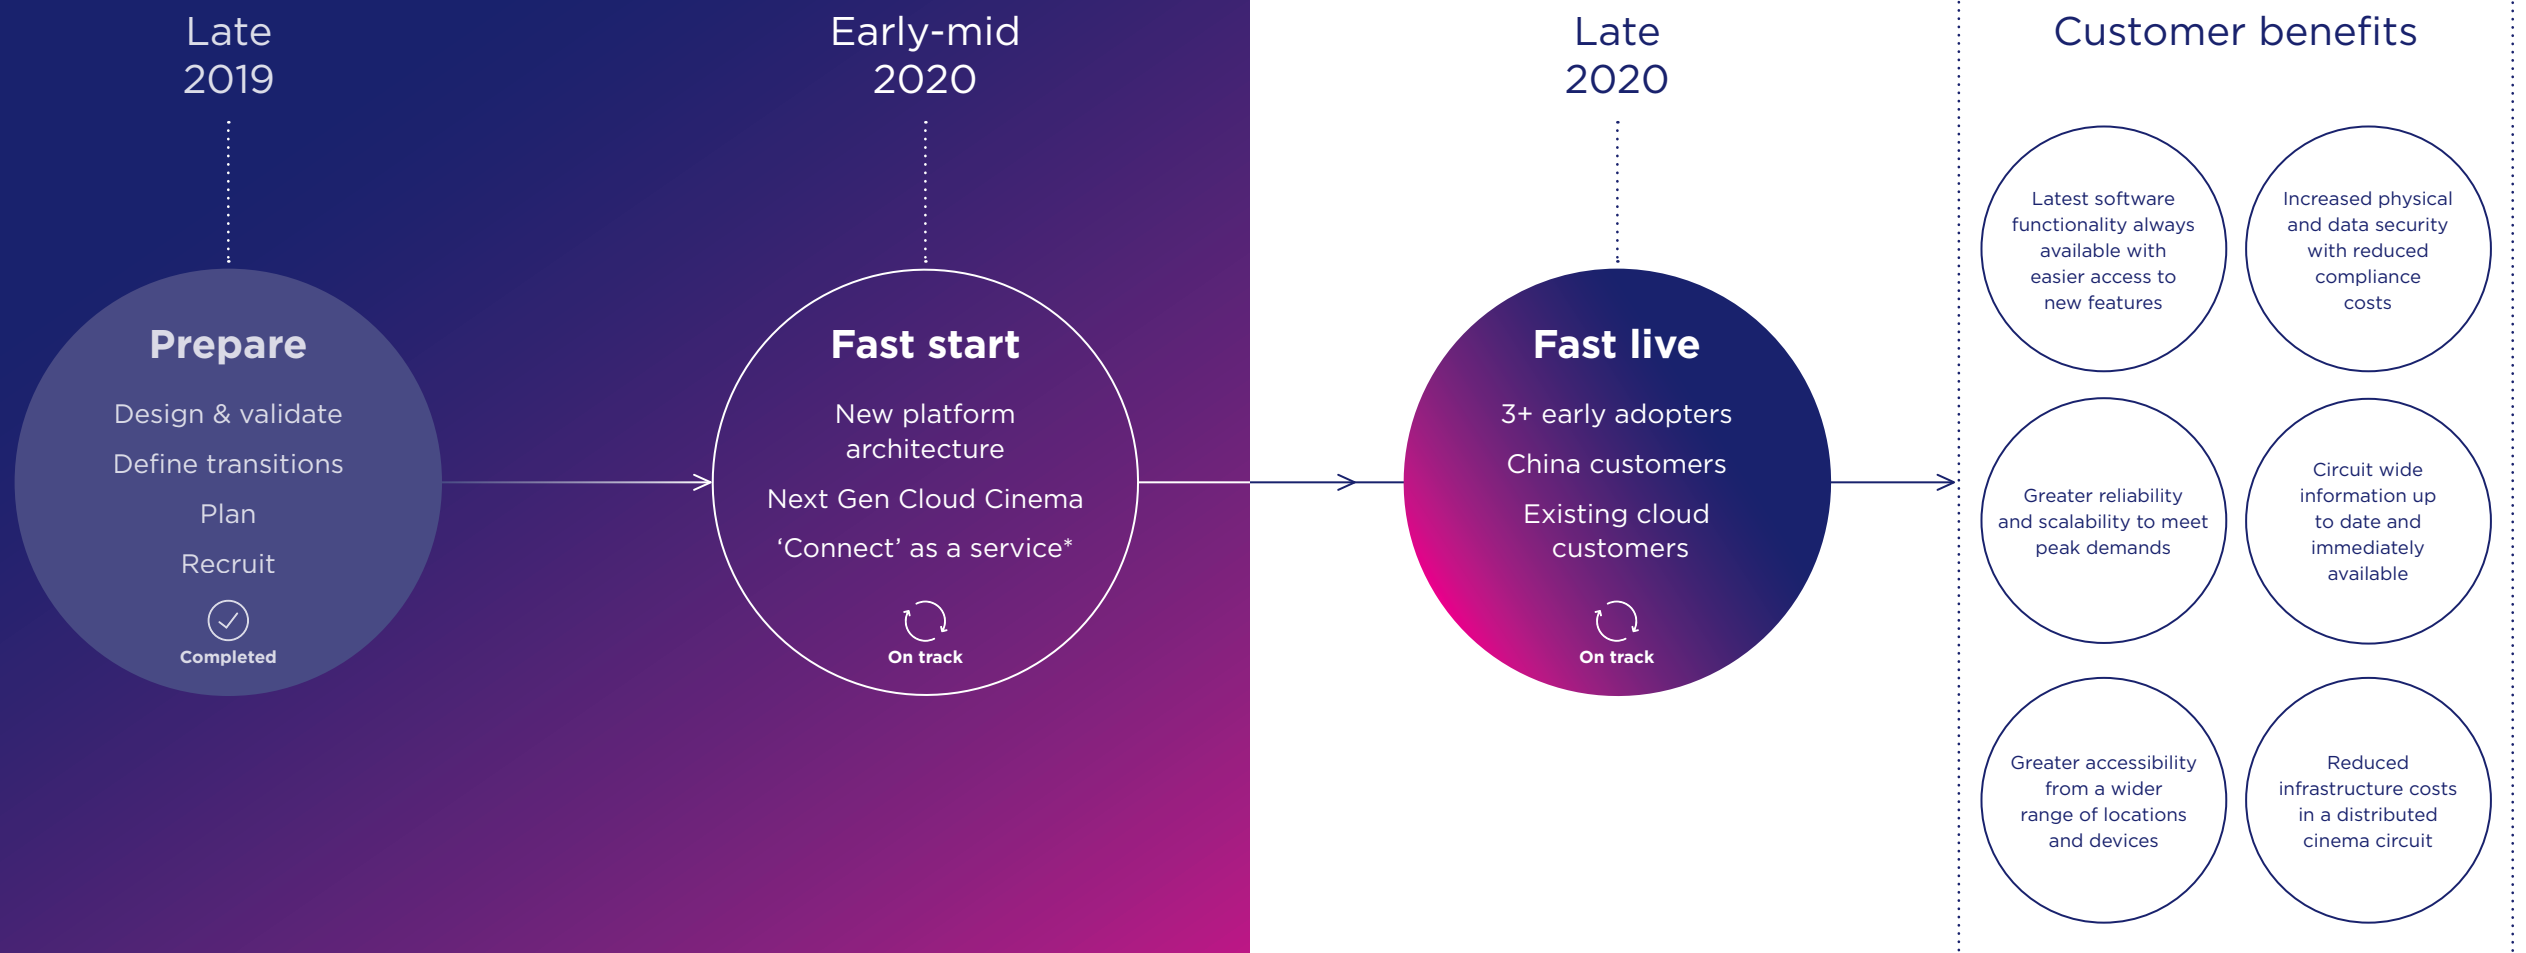 Late
2019
Prepare
Design & validate
Define transitions
Plan
Recruit
Completed
Early-mid
2020
Fast start
New platform
architecture
Next Gen Cloud Cinema
‘Connect’ as a service*
On track
Late
2020
Fast live
3+ early adopters
China customers
Existing cloud
customers
On track
Customer benefits
Latest software
functionality always
available with
easier access to
new features
Increased physical
and data security
with reduced
compliance
costs
Greater reliability
and scalability to meet
peak demands
Circuit wide
information up
to date and
immediately
available
Greater accessibility
from a wider
range of locations
and devices
Reduced
infrastructure costs
in a distributed
cinema circuit